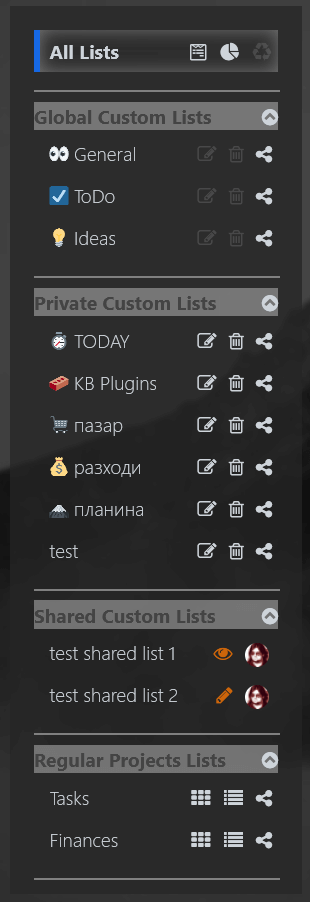 All Lists
Global Custom Lists
General
ToDo
Ideas
Private Custom Lists
TODAY
KB Plugins
пазар
разходи
планина
test
Shared Custom Lists
test shared list 1
test shared list 2
Regular Projects Lists
Tasks
Finances